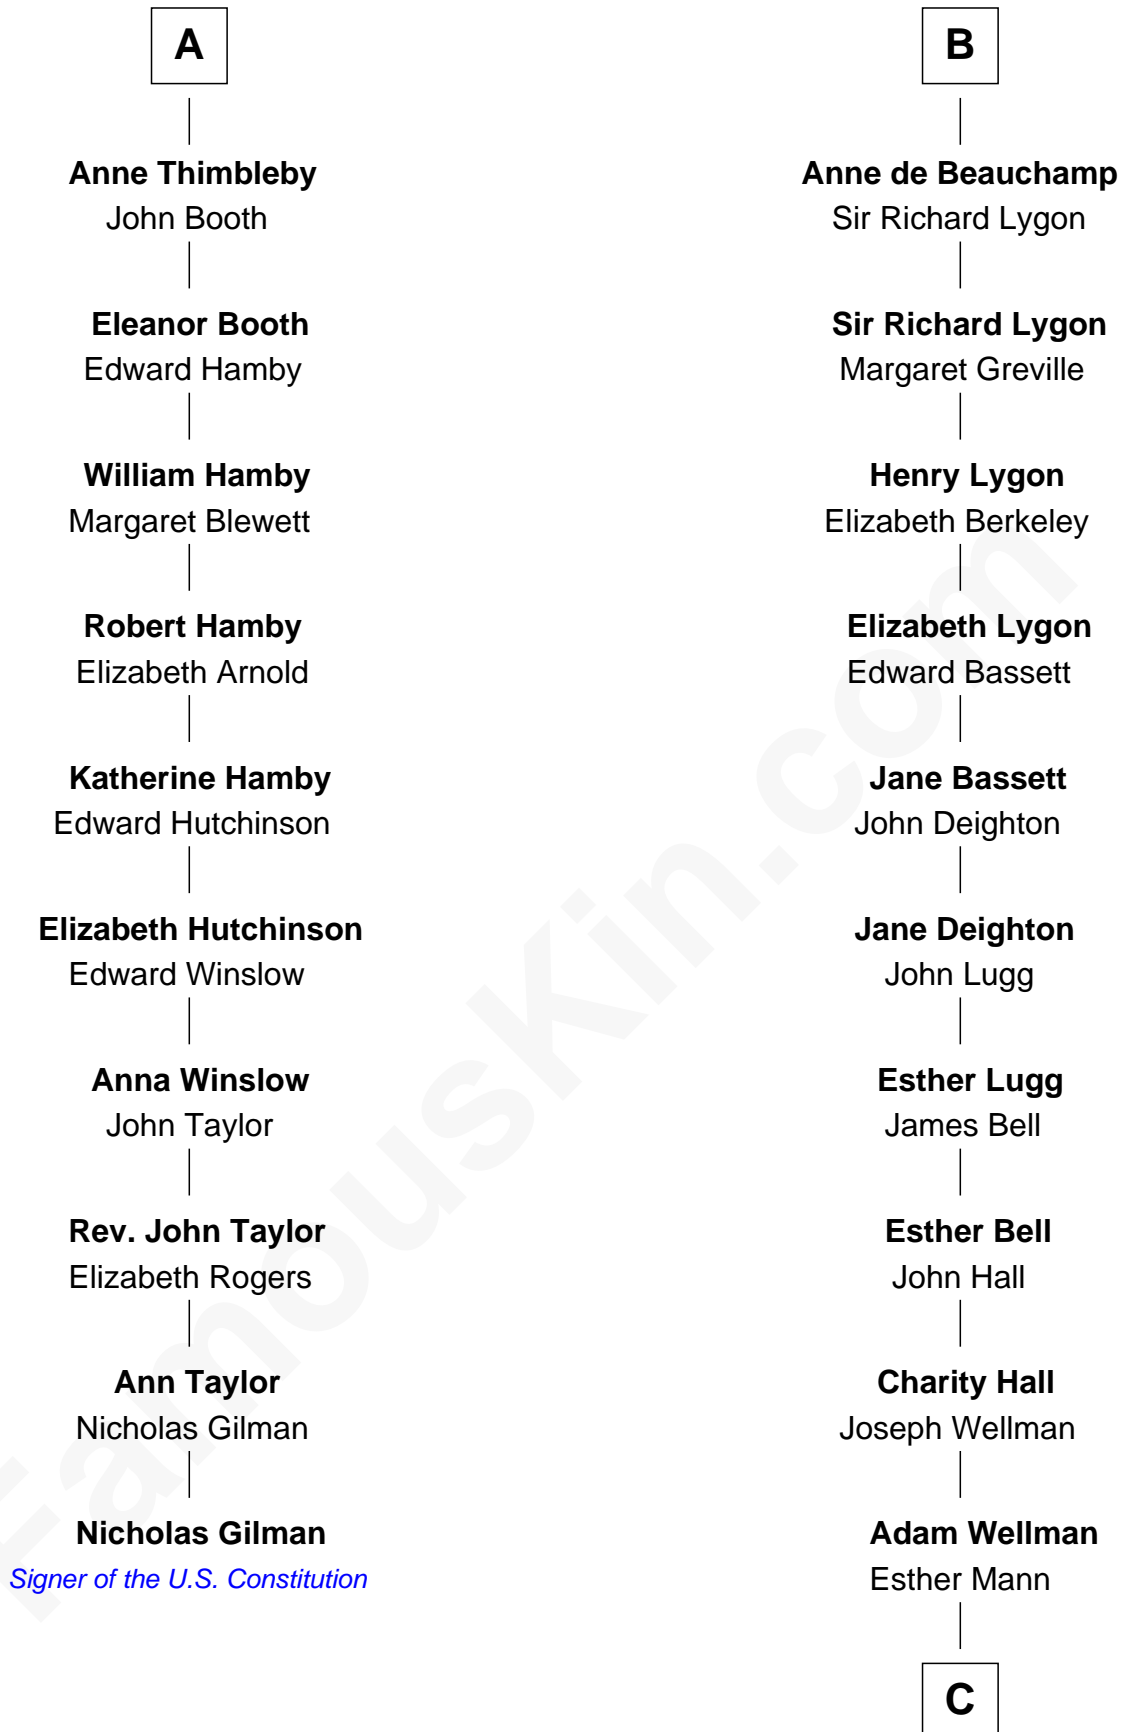 A
Anne Thimbleby
John Booth
Eleanor Booth
Edward Hamby
William Hamby
Margaret Blewett
Robert Hamby
Elizabeth Arnold
Katherine Hamby
Edward Hutchinson
Elizabeth Hutchinson
Edward Winslow
Anna Winslow
John Taylor
Rev. John Taylor
Elizabeth Rogers
Ann Taylor
Nicholas Gilman
Nicholas Gilman
Signer of the U.S. Constitution
B
Anne de Beauchamp
Sir Richard Lygon
Sir Richard Lygon
Margaret Greville
Henry Lygon
Elizabeth Berkeley
Elizabeth Lygon
Edward Bassett
Jane Bassett
John Deighton
Jane Deighton
John Lugg
Esther Lugg
James Bell
Esther Bell
John Hall
Charity Hall
Joseph Wellman
Adam Wellman
Esther Mann
C
FamousKin.com